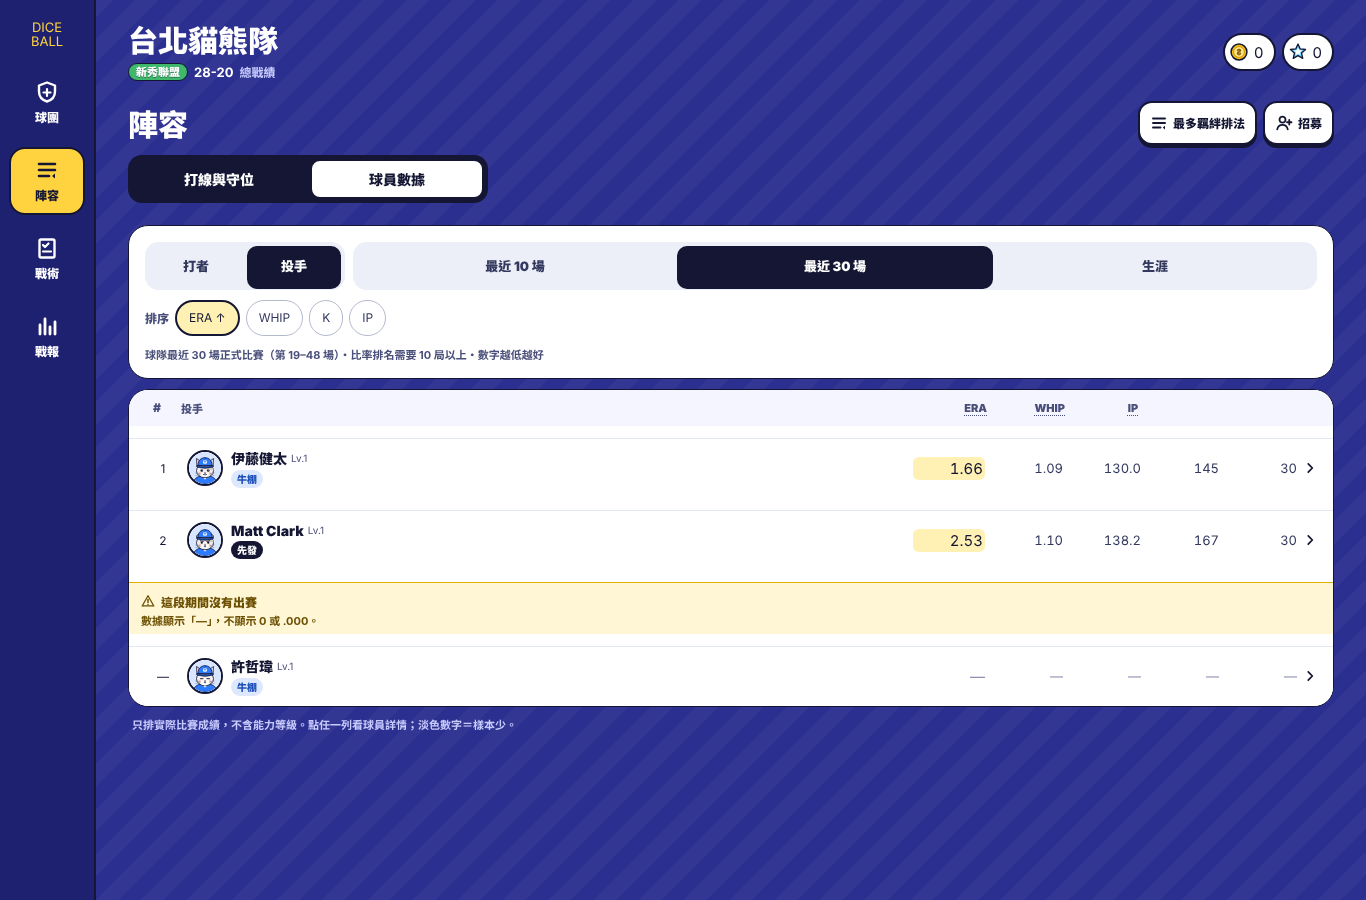 DICE
BALL
球團
陣容
戰術
戰報
台北貓熊隊
新秀聯盟 28-20 總戰績
0 0
陣容
最多羈絆排法 招募
打線與守位 球員數據
打者 投手 最近 10 場 最近 30 場 生涯
排序 ERA ↑ WHIP K IP
球隊最近 30 場正式比賽（第 19–48 場）・比率排名需要 10 局以上・數字越低越好
# 投手 ERA WHIP IP
1 伊藤健太 Lv.1 1.66 1.09 130.0 145 30
牛棚
2 Matt Clark Lv.1 2.53 1.10 138.2 167 30
先發
這段期間沒有出賽
數據顯示「—」，不顯示 0 或 .000。
— 許哲瑋 Lv.1 — — — — —
牛棚
只排實際比賽成績，不含能力等級。點任一列看球員詳情；淡色數字＝樣本少。